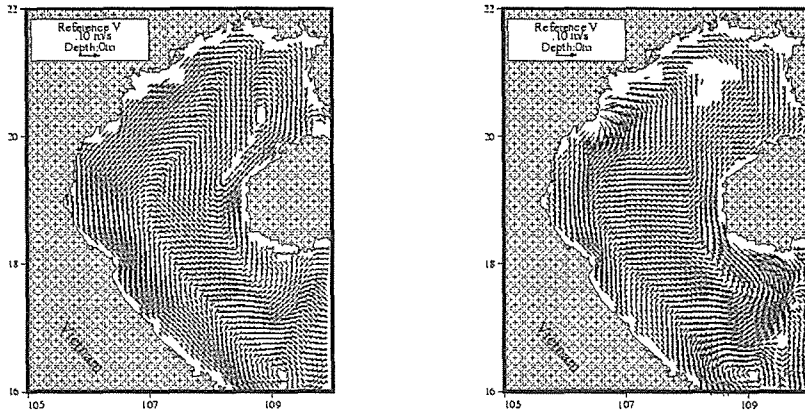 22
Reference V
.10 m/s
Depth:0m
20
18
16
Vietnam
105
107
109
22
Reference V
.10 m/s
Depth:0m
20
18
16
Vietnam
105
107
109